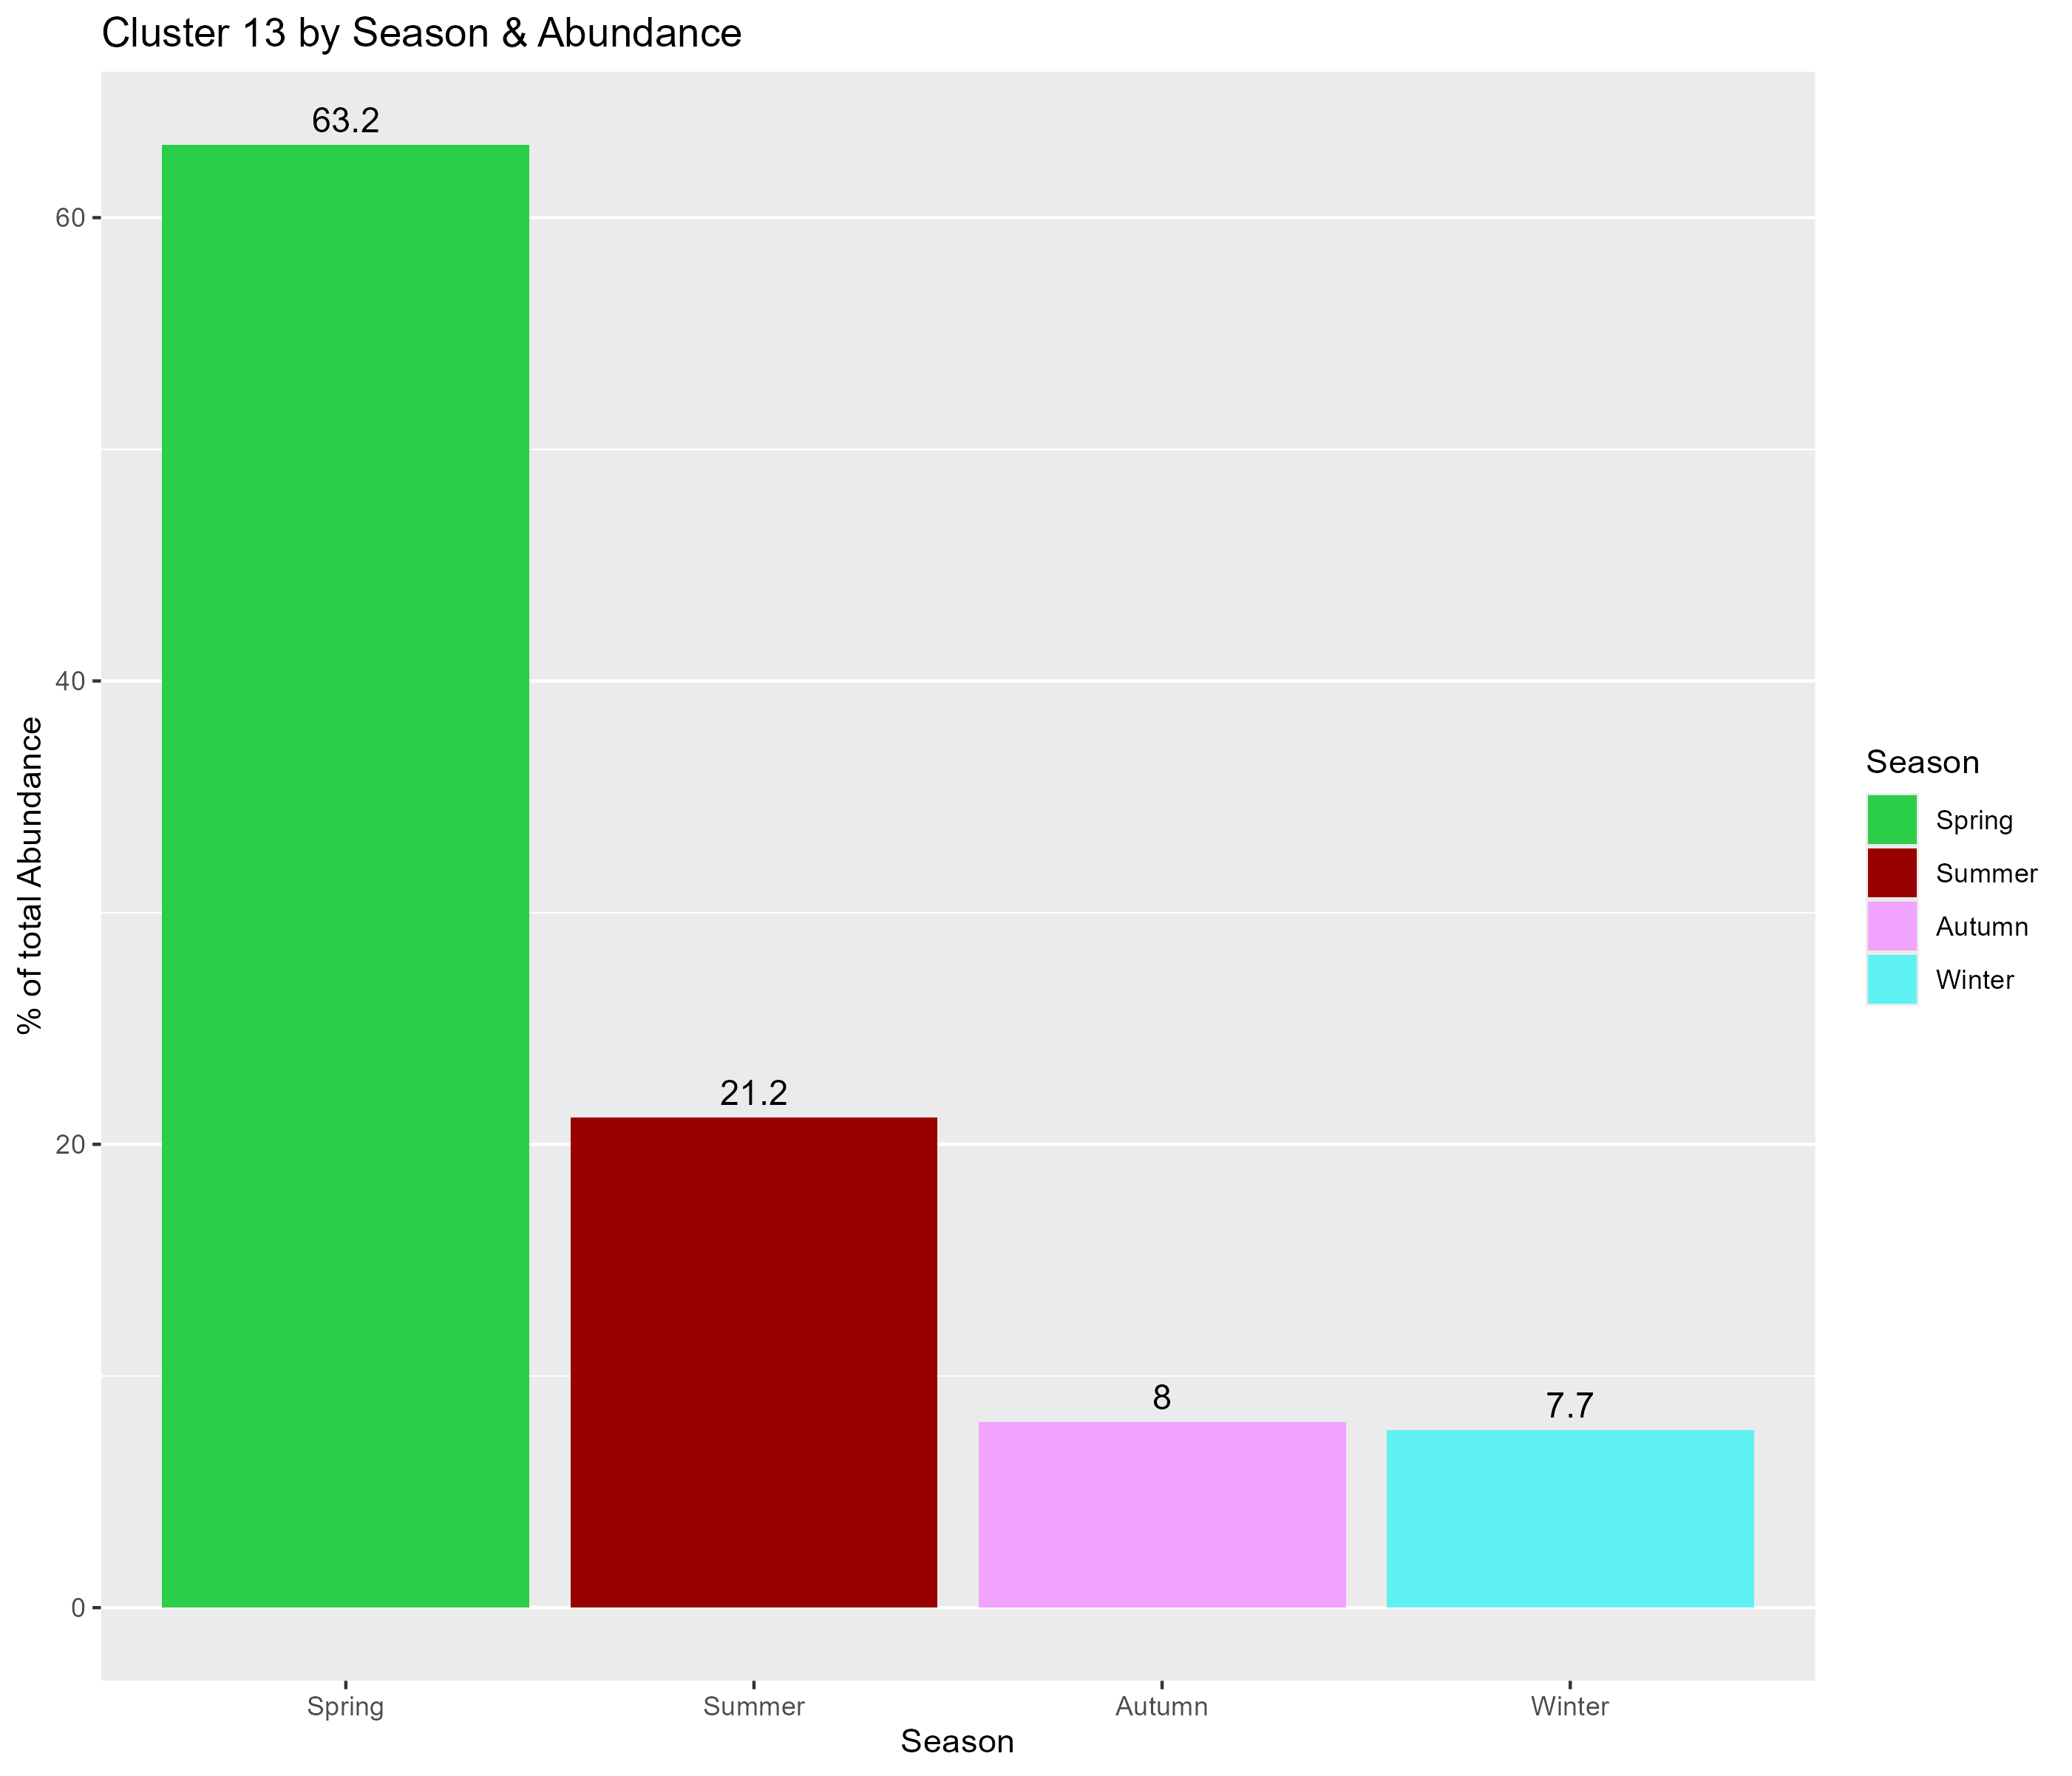 Cluster 13 by Season & Abundance
63.2
60
40
21.2
20
8
7.7
0
% of total Abundance
Spring
Summer
Autumn
Winter
Season
Season
Spring
Summer
Autumn
Winter